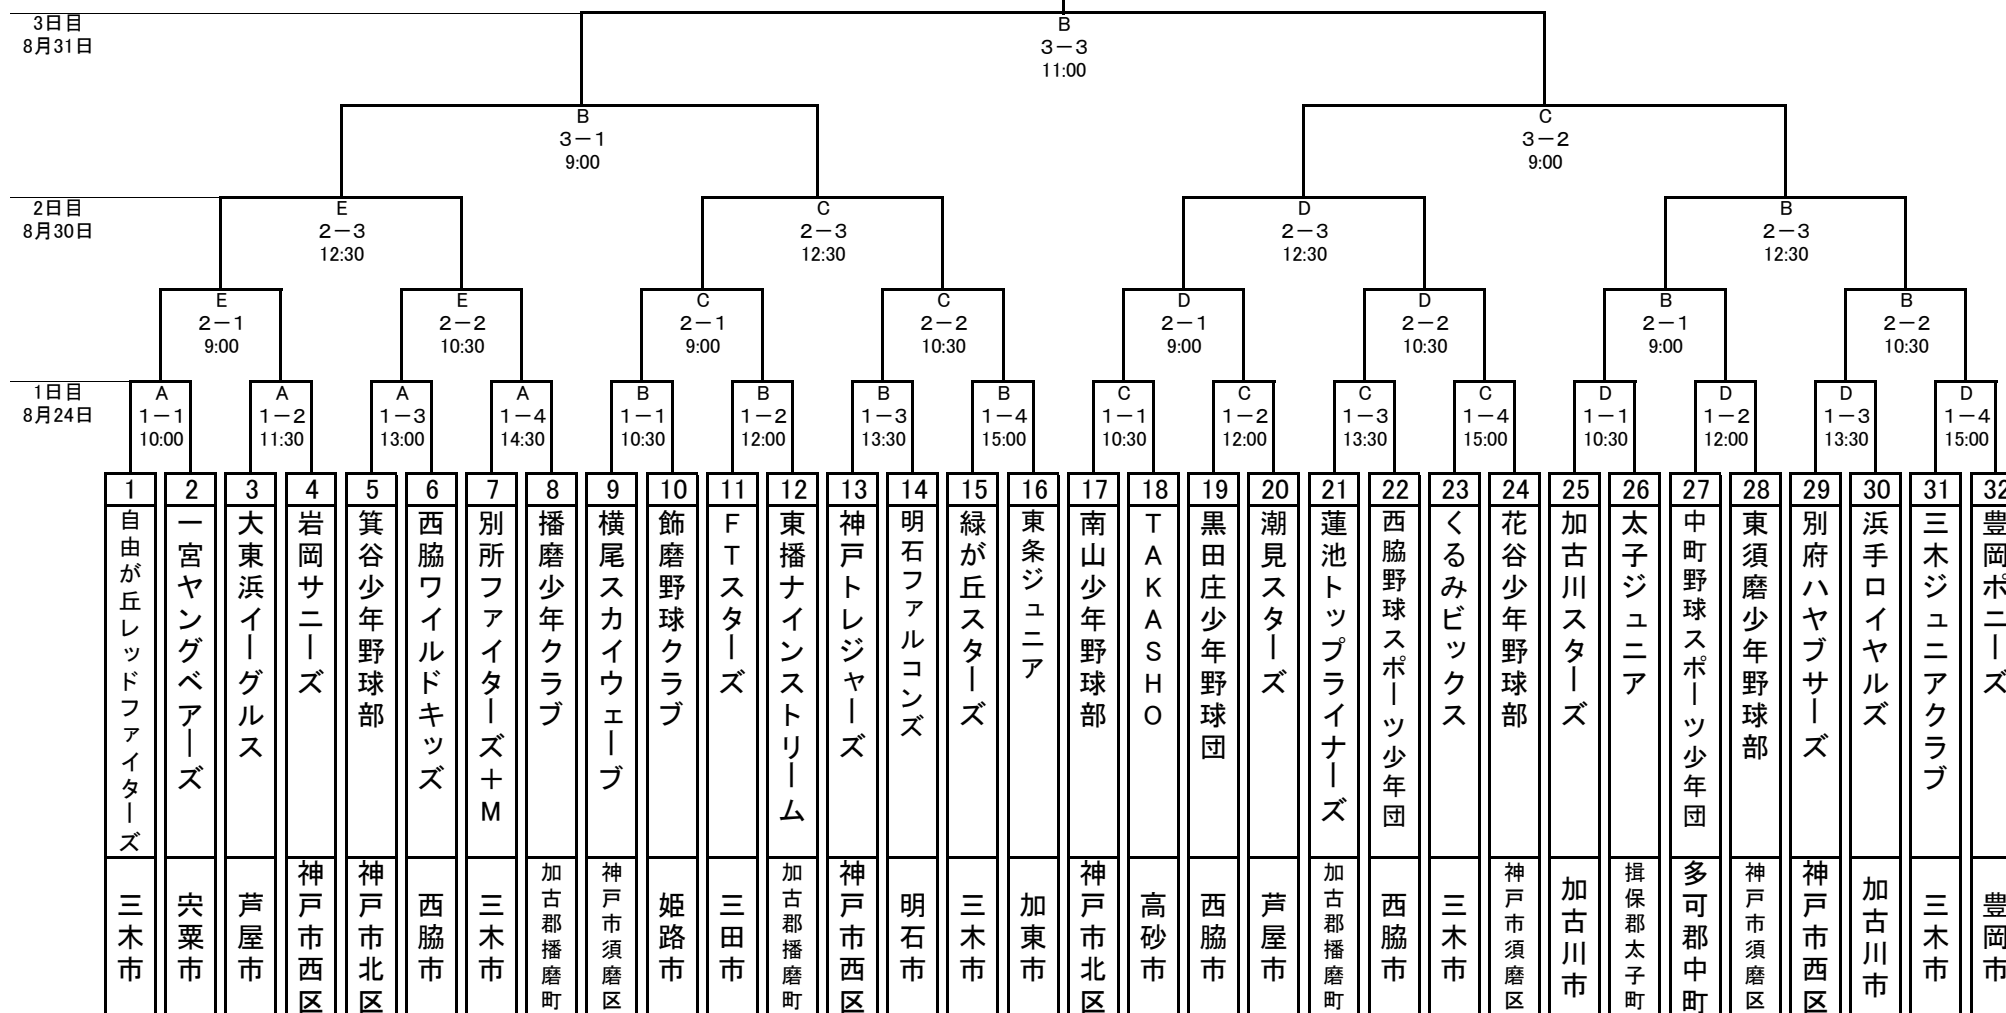 3日目
8月31日
B
3－3
11:00
B
3－1
9:00
C
3－2
9:00
2日目
8月30日
E
2－3
12:30
C
2－3
12:30
D
2－3
12:30
B
2－3
12:30
E
2－1
9:00
E
2－2
10:30
C
2－1
9:00
C
2－2
10:30
D
2－1
9:00
D
2－2
10:30
B
2－1
9:00
B
2－2
10:30
1日目
8月24日
A
1－1
10:00
A
1－2
11:30
A
1－3
13:00
A
1－4
14:30
B
1－1
10:30
B
1－2
12:00
B
1－3
13:30
B
1－4
15:00
C
1－1
10:30
C
1－2
12:00
C
1－3
13:30
C
1－4
15:00
D
1－1
10:30
D
1－2
12:00
D
1－3
13:30
D
1－4
15:00
1
自由が丘レッドファイターズ
三木市
2
一宮ヤングベアーズ
宍粟市
3
大東浜イーグルス
芦屋市
4
岩岡サニーズ
神戸市西区
5
箕谷少年野球部
神戸市北区
6
西脇ワイルドキッズ
西脇市
7
別所ファイターズ＋M
三木市
8
播磨少年クラブ
加古郡播磨町
9
横尾スカイウェーブ
神戸市須磨区
10
飾磨野球クラブ
姫路市
11
FTスターズ
三田市
12
東播ナインストリーム
加古郡播磨町
13
神戸トレジャーズ
神戸市西区
14
明石ファルコンズ
明石市
15
緑が丘スターズ
三木市
16
東条ジュニア
加東市
17
南山少年野球部
神戸市北区
18
TAKASHO
高砂市
19
黒田庄少年野球団
西脇市
20
潮見スターズ
芦屋市
21
蓮池トップライナーズ
加古郡播磨町
22
西脇野球スポーツ少年団
西脇市
23
くるみビックス
三木市
24
花谷少年野球部
神戸市須磨区
25
加古川スターズ
加古川市
26
太子ジュニア
揖保郡太子町
27
中町野球スポーツ少年団
多可郡中町
28
東須磨少年野球部
神戸市須磨区
29
別府ハヤブサーズ
神戸市西区
30
浜手ロイヤルズ
加古川市
31
三木ジュニアクラブ
三木市
32
豊岡ポニーズ
豊岡市